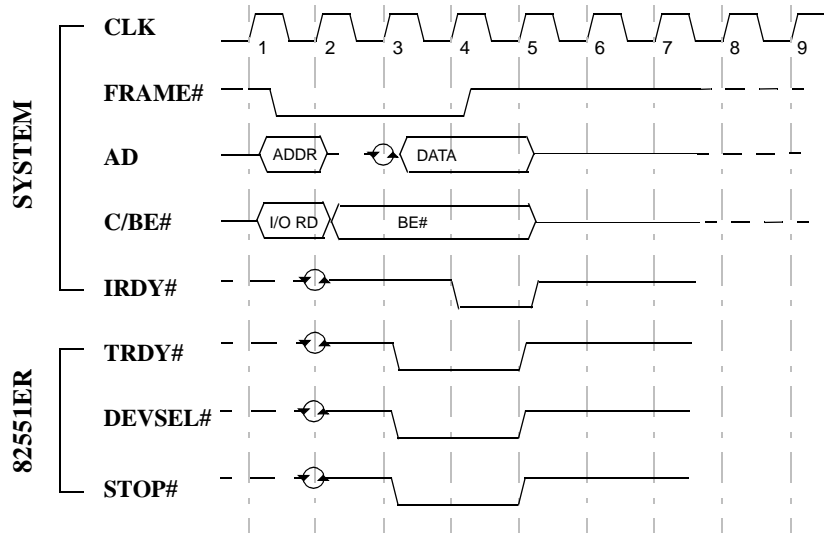 SYSTEM
CLK
1 2 3 4 5 6 7 8 9
FRAME#
AD
ADDR DATA
C/BE#
I/O RD BE#
IRDY#
82551ER
TRDY#
DEVSEL#
STOP#